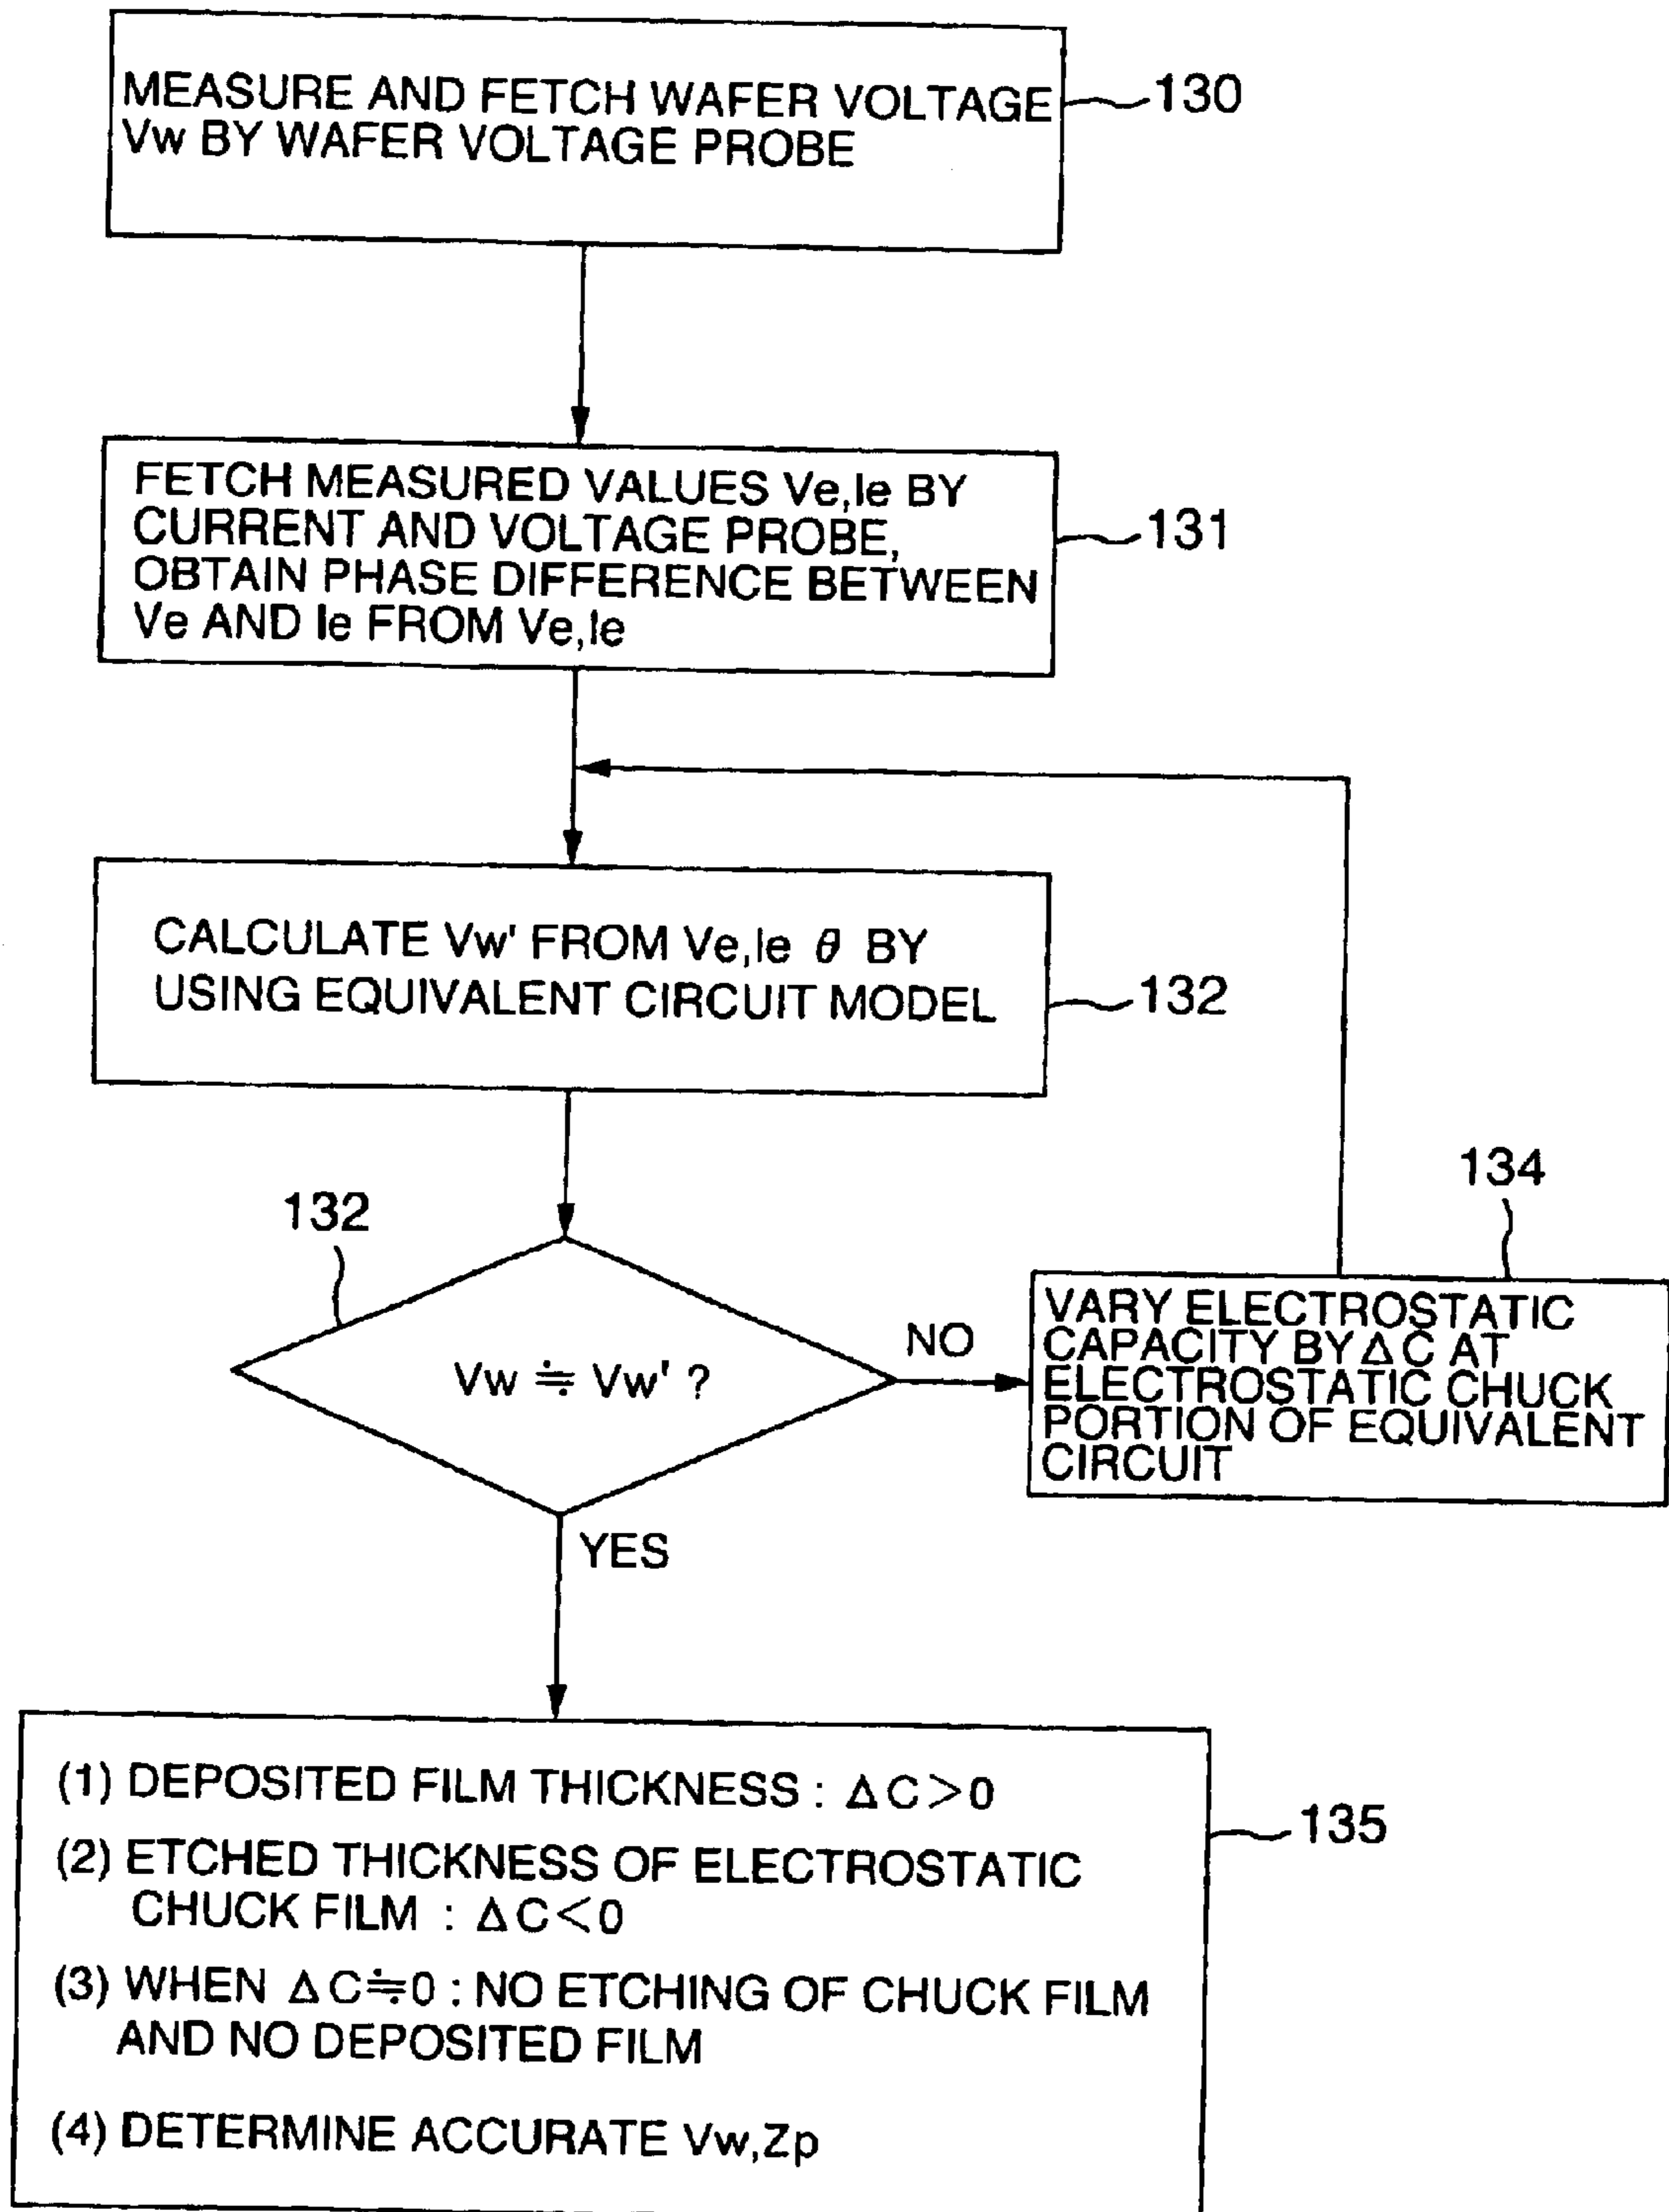 MEASURE AND FETCH WAFER VOLTAGE
Vw BY WAFER VOLTAGE PROBE
130
FETCH MEASURED VALUES Ve,Ie BY
CURRENT AND VOLTAGE PROBE,
OBTAIN PHASE DIFFERENCE BETWEEN
Ve AND Ie FROM Ve,Ie
131
CALCULATE Vw' FROM Ve,Ie θ BY
USING EQUIVALENT CIRCUIT MODEL
132
132
Vw ≒ Vw' ?
NO
134
VARY ELECTROSTATIC
CAPACITY BY Δ C AT
ELECTROSTATIC CHUCK
PORTION OF EQUIVALENT
CIRCUIT
YES
(1) DEPOSITED FILM THICKNESS : Δ C > 0
(2) ETCHED THICKNESS OF ELECTROSTATIC
CHUCK FILM : Δ C < 0
(3) WHEN Δ C ≒ 0 : NO ETCHING OF CHUCK FILM
AND NO DEPOSITED FILM
(4) DETERMINE ACCURATE Vw,Zp
135